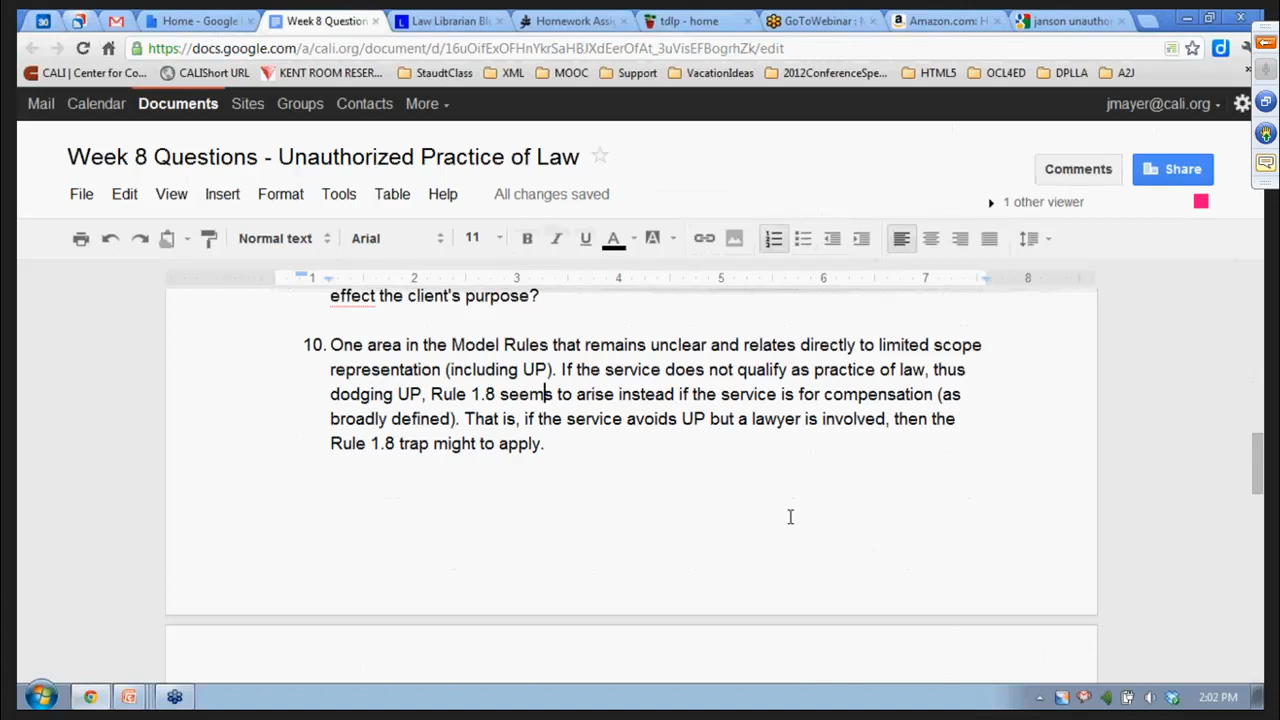 Home - Google
Week 8 Question
Law Librarian Bl
Homework Assi
tdlp - home
GoToWebinar : M
Amazon.com: H
janson unauthor
https://docs.google.com/a/cali.org/document/d/16uOifExOFHnYkrSdHBJXdEerOfAt_3uVisEFBogrhZk/edit
CALI | Center for Co
CALIShort URL
KENT ROOM RESER...
StaudtClass
XML
MOOC
Support
VacationIdeas
2012ConferenceSpe...
HTML5
OCL4ED
DPLLA
A2J
Mail Calendar Documents Sites Groups Contacts More
jmayer@cali.org
Week 8 Questions - Unauthorized Practice of Law
Comments
Share
File Edit View Insert Format Tools Table Help
All changes saved
1 other viewer
Normal text
Arial
11
B I U A A
1 2 3 4 5 6 7 8
effect the client's purpose?
10. One area in the Model Rules that remains unclear and relates directly to limited scope
representation (including UP). If the service does not qualify as practice of law, thus
dodging UP, Rule 1.8 seems to arise instead if the service is for compensation (as
broadly defined). That is, if the service avoids UP but a lawyer is involved, then the
Rule 1.8 trap might to apply.
2:02 PM